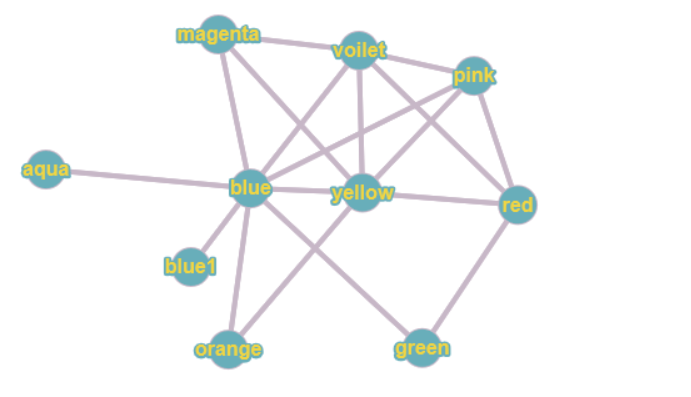 magenta
voilet
pink
aqua
blue
yellow
red
blue1
orange
green